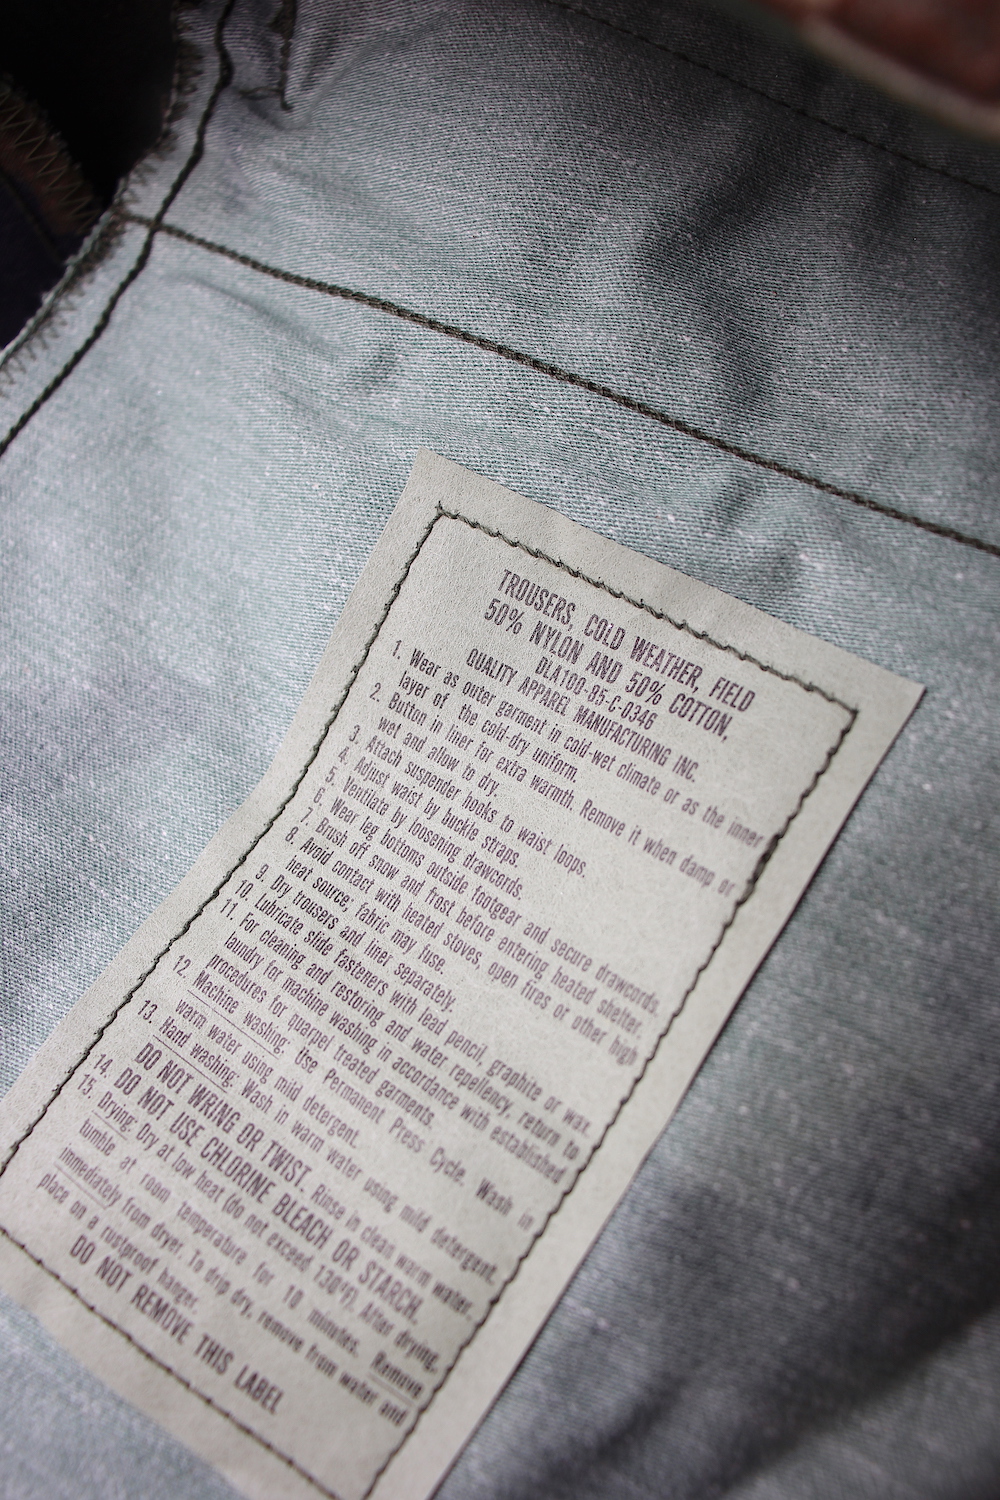 TROUSERS, COLD WEATHER, FIELD
50% NYLON AND 50% COTTON,
DLA100-85-C-0346
QUALITY APPAREL MANUFACTURING INC.
1. Wear as outer garment in cold-wet climate or as the inner
layer of the cold-dry uniform.
2. Button in liner for extra warmth. Remove it when damp or
wet and allow to dry.
3. Attach suspender hooks to waist loops.
4. Adjust waist by buckle straps.
5. Ventilate by loosening drawcords.
6. Wear leg bottoms outside footgear and secure drawcords.
7. Brush off snow and frost before entering heated shelter.
8. Avoid contact with heated stoves, open fires or other high
heat source, fabric may fuse.
9. Dry trousers and liner separately.
10. Lubricate slide fasteners with lead pencil, graphite or wax.
11. For cleaning and restoring and water repellency, return to
laundry for machine washing in accordance with established
procedures for quarpel treated garments.
12. Machine washing: Use Permanent Press Cycle. Wash in
warm water using mild detergent.
13. Hand washing: Wash in warm water using mild detergent.
DO NOT WRING OR TWIST. Rinse in clean warm water.
14. DO NOT USE CHLORINE BLEACH OR STARCH.
15. Drying: Dry at low heat (do not exceed 130°F). After drying,
tumble at room temperature for 10 minutes. Remove
immediately from dryer. To drip dry, remove from water and
place on a rustproof hanger.
DO NOT REMOVE THIS LABEL